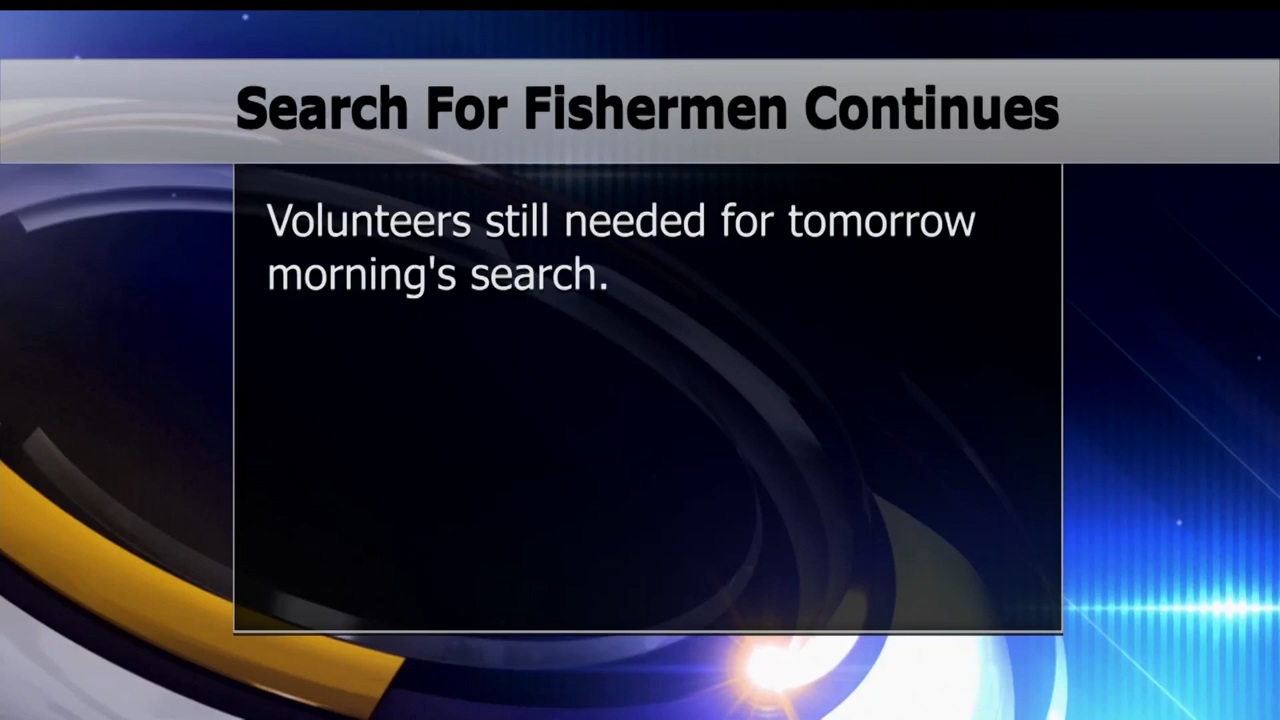 Search For Fishermen Continues
Volunteers still needed for tomorrow
morning's search.